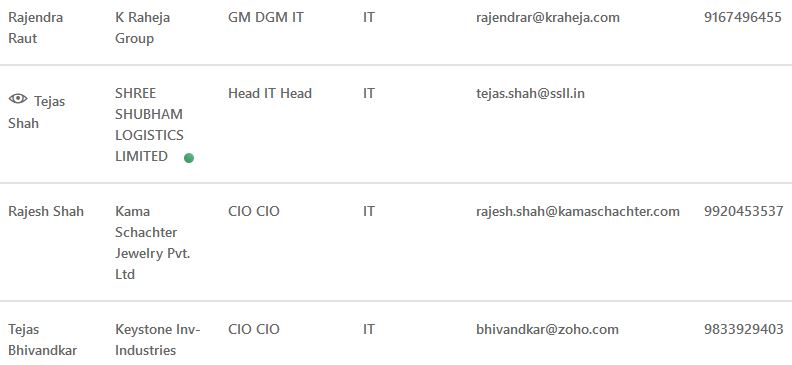 Rajendra Raut K Raheja Group GM DGM IT IT rajendrar@kraheja.com 9167496455
Tejas Shah SHREE SHUBHAM LOGISTICS LIMITED Head IT Head IT tejas.shah@ssll.in
Rajesh Shah Kama Schachter Jewelry Pvt. Ltd CIO CIO IT rajesh.shah@kamaschachter.com 9920453537
Tejas Bhivandkar Keystone Inv- Industries CIO CIO IT bhivandkar@zoho.com 9833929403